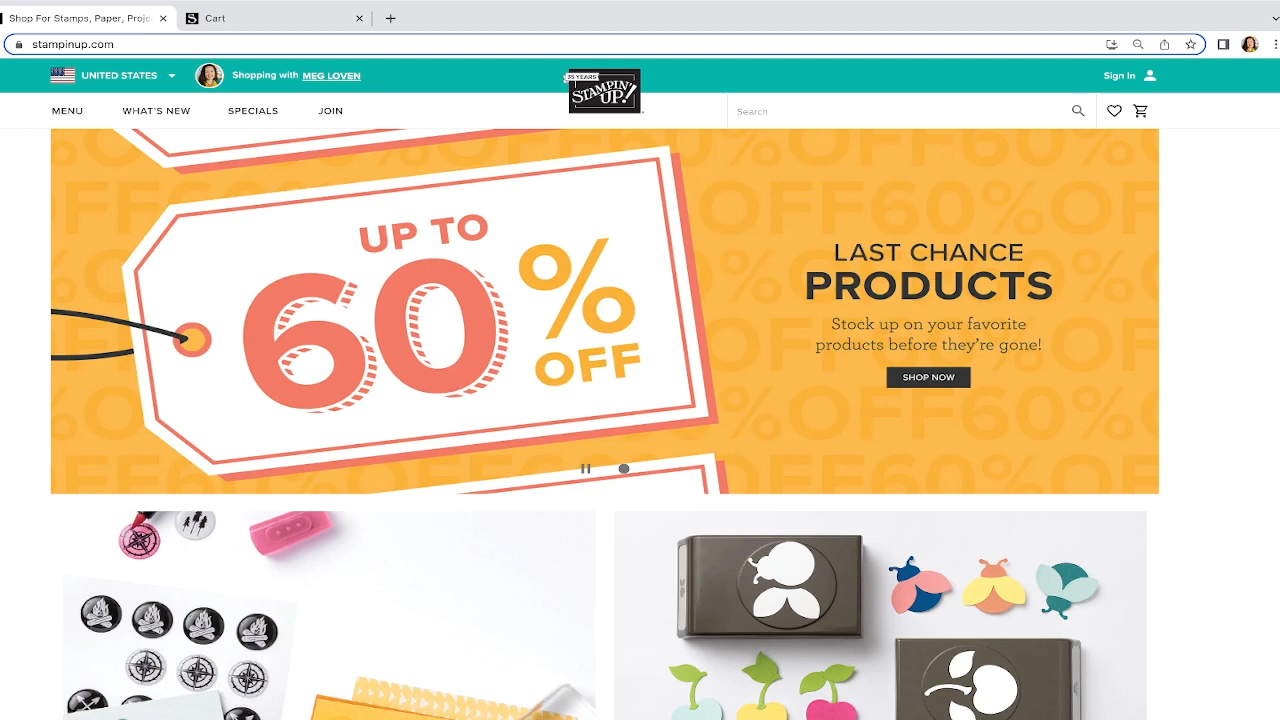 Shop For Stamps, Paper, Proje
Cart
stampinup.com
UNITED STATES
Shopping with MEG LOVEN
35 YEARS
STAMPIN' UP!
Sign In
MENU
WHAT'S NEW
SPECIALS
JOIN
Search
UP TO
60%
OFF
LAST CHANCE
PRODUCTS
Stock up on your favorite
products before they're gone!
SHOP NOW